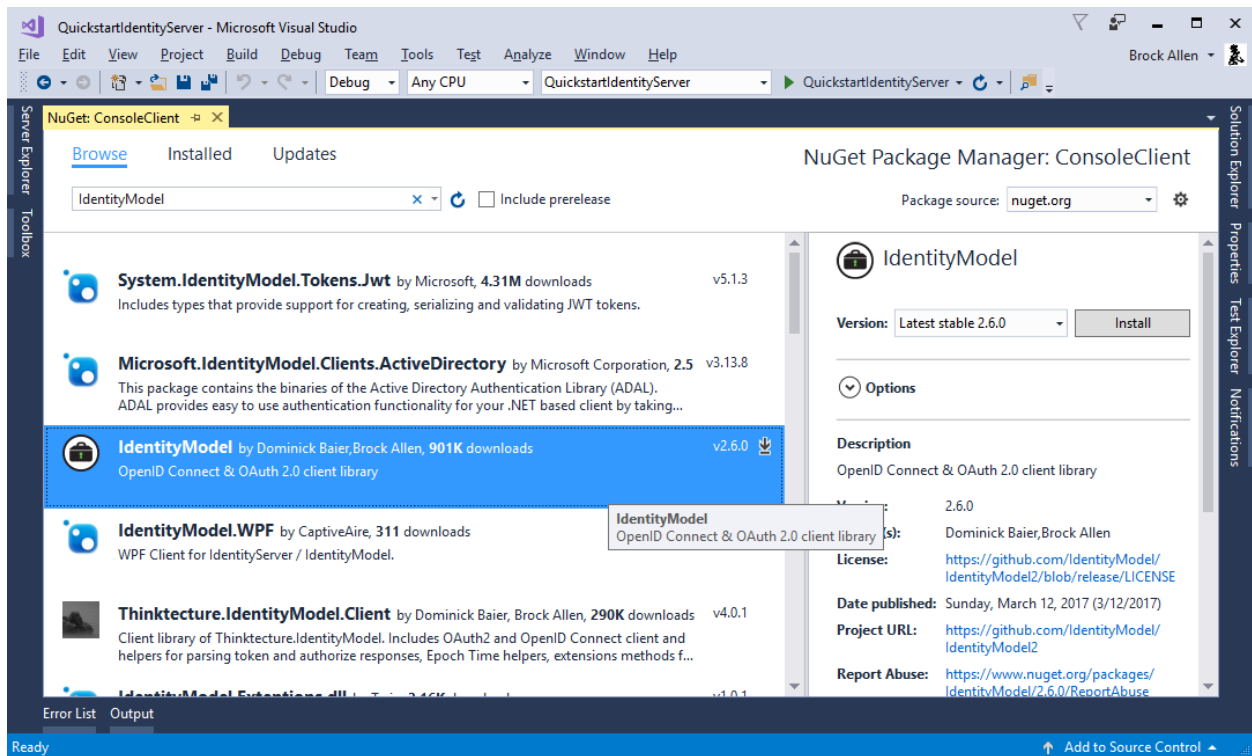 QuickstartIdentityServer - Microsoft Visual Studio
File Edit View Project Build Debug Team Tools Test Analyze Window Help
Brock Allen
Debug Any CPU QuickstartIdentityServer QuickstartIdentityServer
Server Explorer
Toolbox
NuGet: ConsoleClient
Browse Installed Updates
NuGet Package Manager: ConsoleClient
IdentityModel
Include prerelease
Package source: nuget.org
System.IdentityModel.Tokens.Jwt by Microsoft, 4.31M downloads v5.1.3
Includes types that provide support for creating, serializing and validating JWT tokens.
Microsoft.IdentityModel.Clients.ActiveDirectory by Microsoft Corporation, 2.5 v3.13.8
This package contains the binaries of the Active Directory Authentication Library (ADAL).
ADAL provides easy to use authentication functionality for your .NET based client by taking...
IdentityModel by Dominick Baier,Brock Allen, 901K downloads v2.6.0
OpenID Connect & OAuth 2.0 client library
IdentityModel.WPF by CaptiveAire, 311 downloads
WPF Client for IdentityServer / IdentityModel.
IdentityModel
OpenID Connect & OAuth 2.0 client library
Thinktecture.IdentityModel.Client by Dominick Baier, Brock Allen, 290K downloads v4.0.1
Client library of Thinktecture.IdentityModel. Includes OAuth2 and OpenID Connect client and
helpers for parsing token and authorize responses, Epoch Time helpers, extensions methods f...
IdentityModel.Extentions.dll
IdentityModel
Version: Latest stable 2.6.0 Install
Options
Description
OpenID Connect & OAuth 2.0 client library
2.6.0
Dominick Baier,Brock Allen
License: https://github.com/IdentityModel/
IdentityModel2/blob/release/LICENSE
Date published: Sunday, March 12, 2017 (3/12/2017)
Project URL: https://github.com/IdentityModel/
IdentityModel2
Report Abuse: https://www.nuget.org/packages/
IdentityModel/2.6.0/ReportAbuse
Solution Explorer
Properties
Test Explorer
Notifications
Error List Output
Ready
Add to Source Control